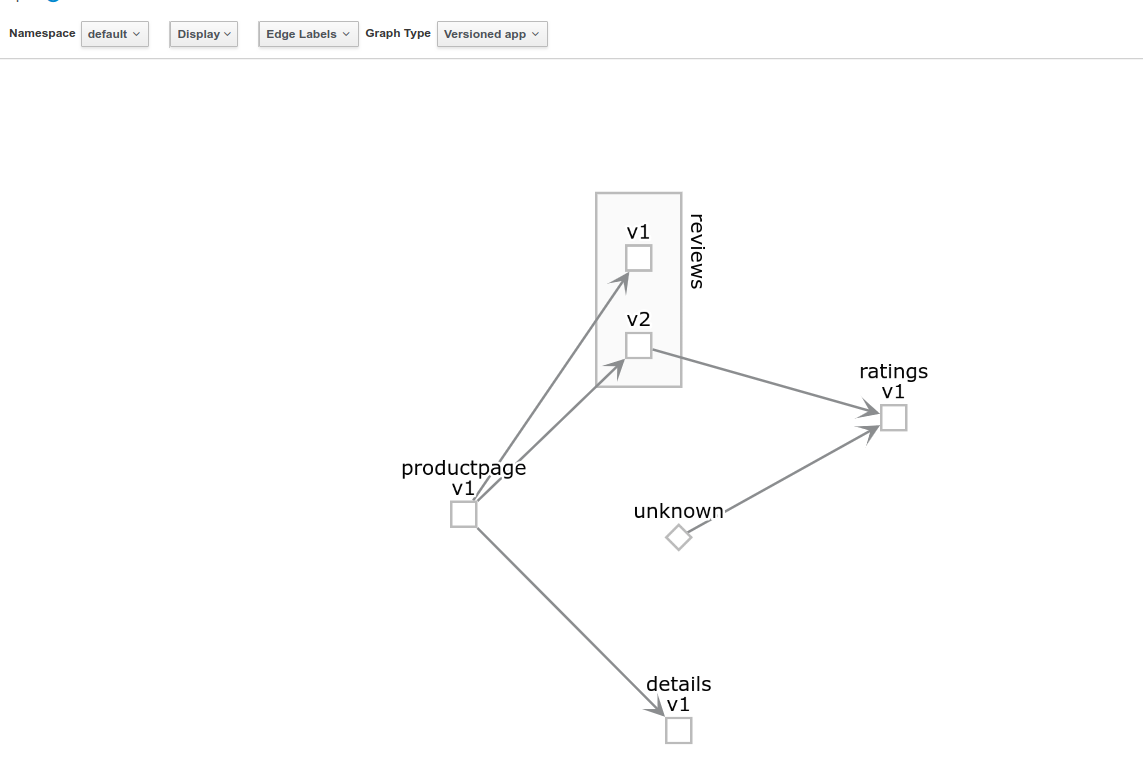 Namespace default Display Edge Labels Graph Type Versioned app
v1
reviews
v2
ratings
v1
productpage
v1
unknown
details
v1